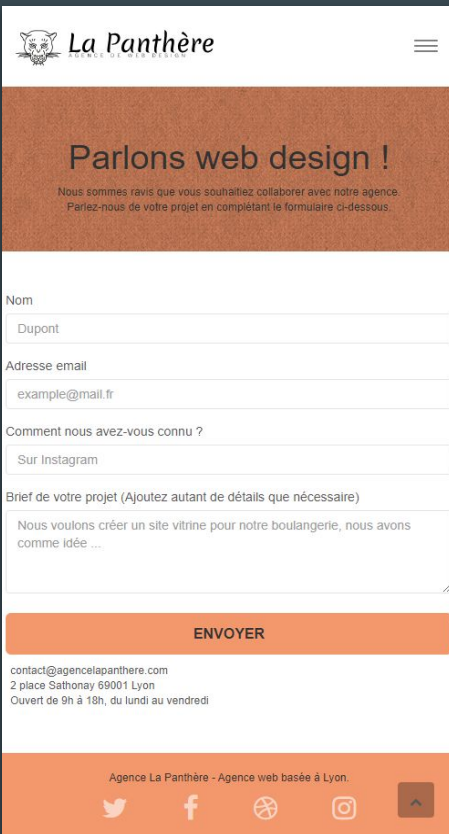 La Panthère
AGENCE DE WEB DESIGN
Parlons web design !
Nous sommes ravis que vous souhaitiez collaborer avec notre agence.
Parlez-nous de votre projet en complétant le formulaire ci-dessous.
Nom
Dupont
Adresse email
example@mail.fr
Comment nous avez-vous connu ?
Sur Instagram
Brief de votre projet (Ajoutez autant de détails que nécessaire)
Nous voulons créer un site vitrine pour notre boulangerie, nous avons
comme idée ...
ENVOYER
contact@agencelapanthere.com
2 place Sathonay 69001 Lyon
Ouvert de 9h à 18h, du lundi au vendredi
Agence La Panthère - Agence web basée à Lyon.